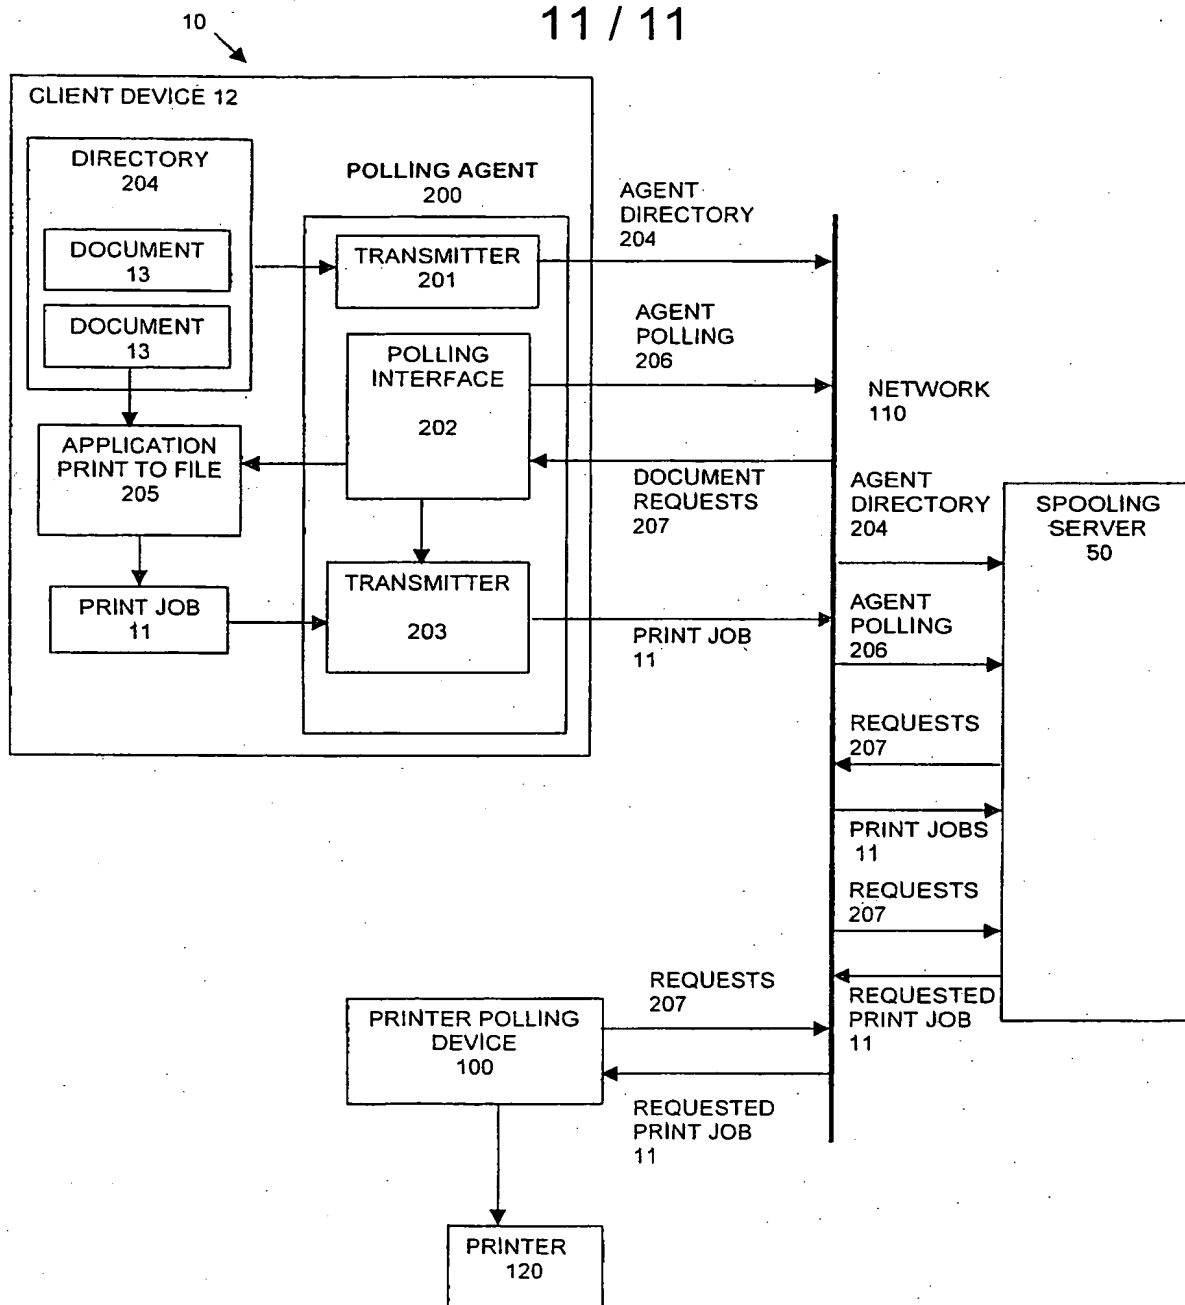 11 / 11
10
CLIENT DEVICE 12
DIRECTORY
204
DOCUMENT
13
DOCUMENT
13
APPLICATION
PRINT TO FILE
205
PRINT JOB
11
POLLING AGENT
200
TRANSMITTER
201
POLLING
INTERFACE
202
TRANSMITTER
203
AGENT
DIRECTORY
204
AGENT
POLLING
206
DOCUMENT
REQUESTS
207
PRINT JOB
11
NETWORK
110
AGENT
DIRECTORY
204
AGENT
POLLING
206
REQUESTS
207
PRINT JOBS
11
REQUESTS
207
REQUESTED
PRINT JOB
11
SPOOLING
SERVER
50
REQUESTS
207
PRINTER POLLING
DEVICE
100
REQUESTED
PRINT JOB
11
PRINTER
120